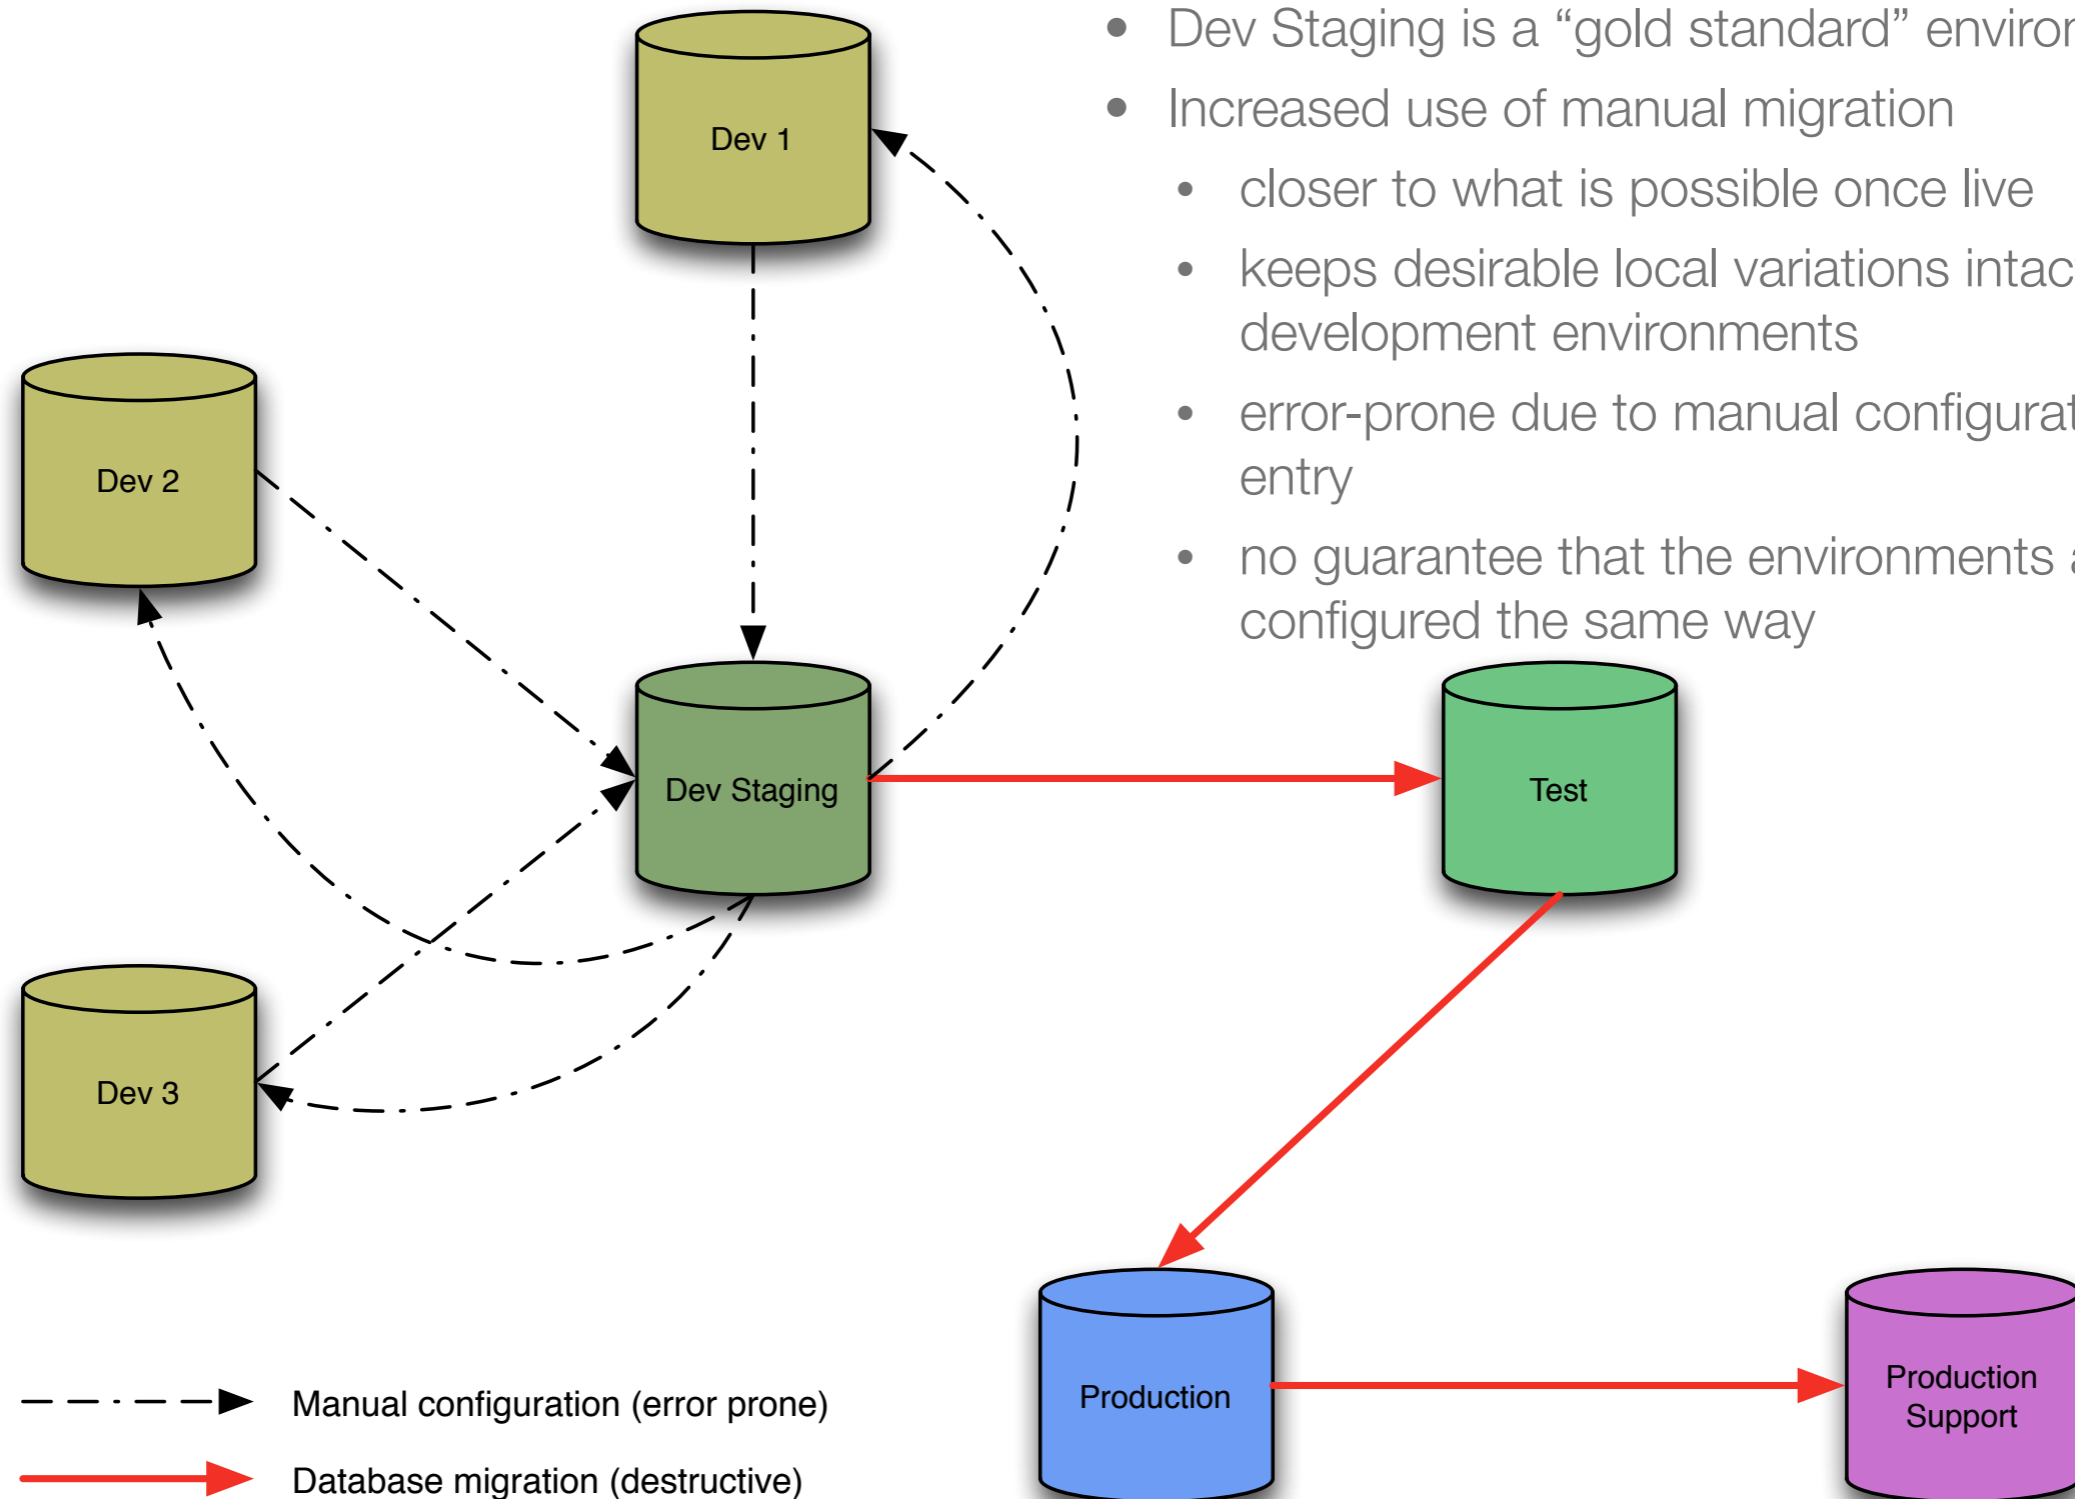 • Dev Staging is a “gold standard”
• Increased use of manual migration
• closer to what is possible once live
• keeps desirable local variations
development environments
• error-prone due to manual
entry
• no guarantee that the environments
configured the same way
Dev 1
Dev 2
Dev Staging
Test
Dev 3
Production
Production
Support
Manual configuration (error prone)
Database migration (destructive)